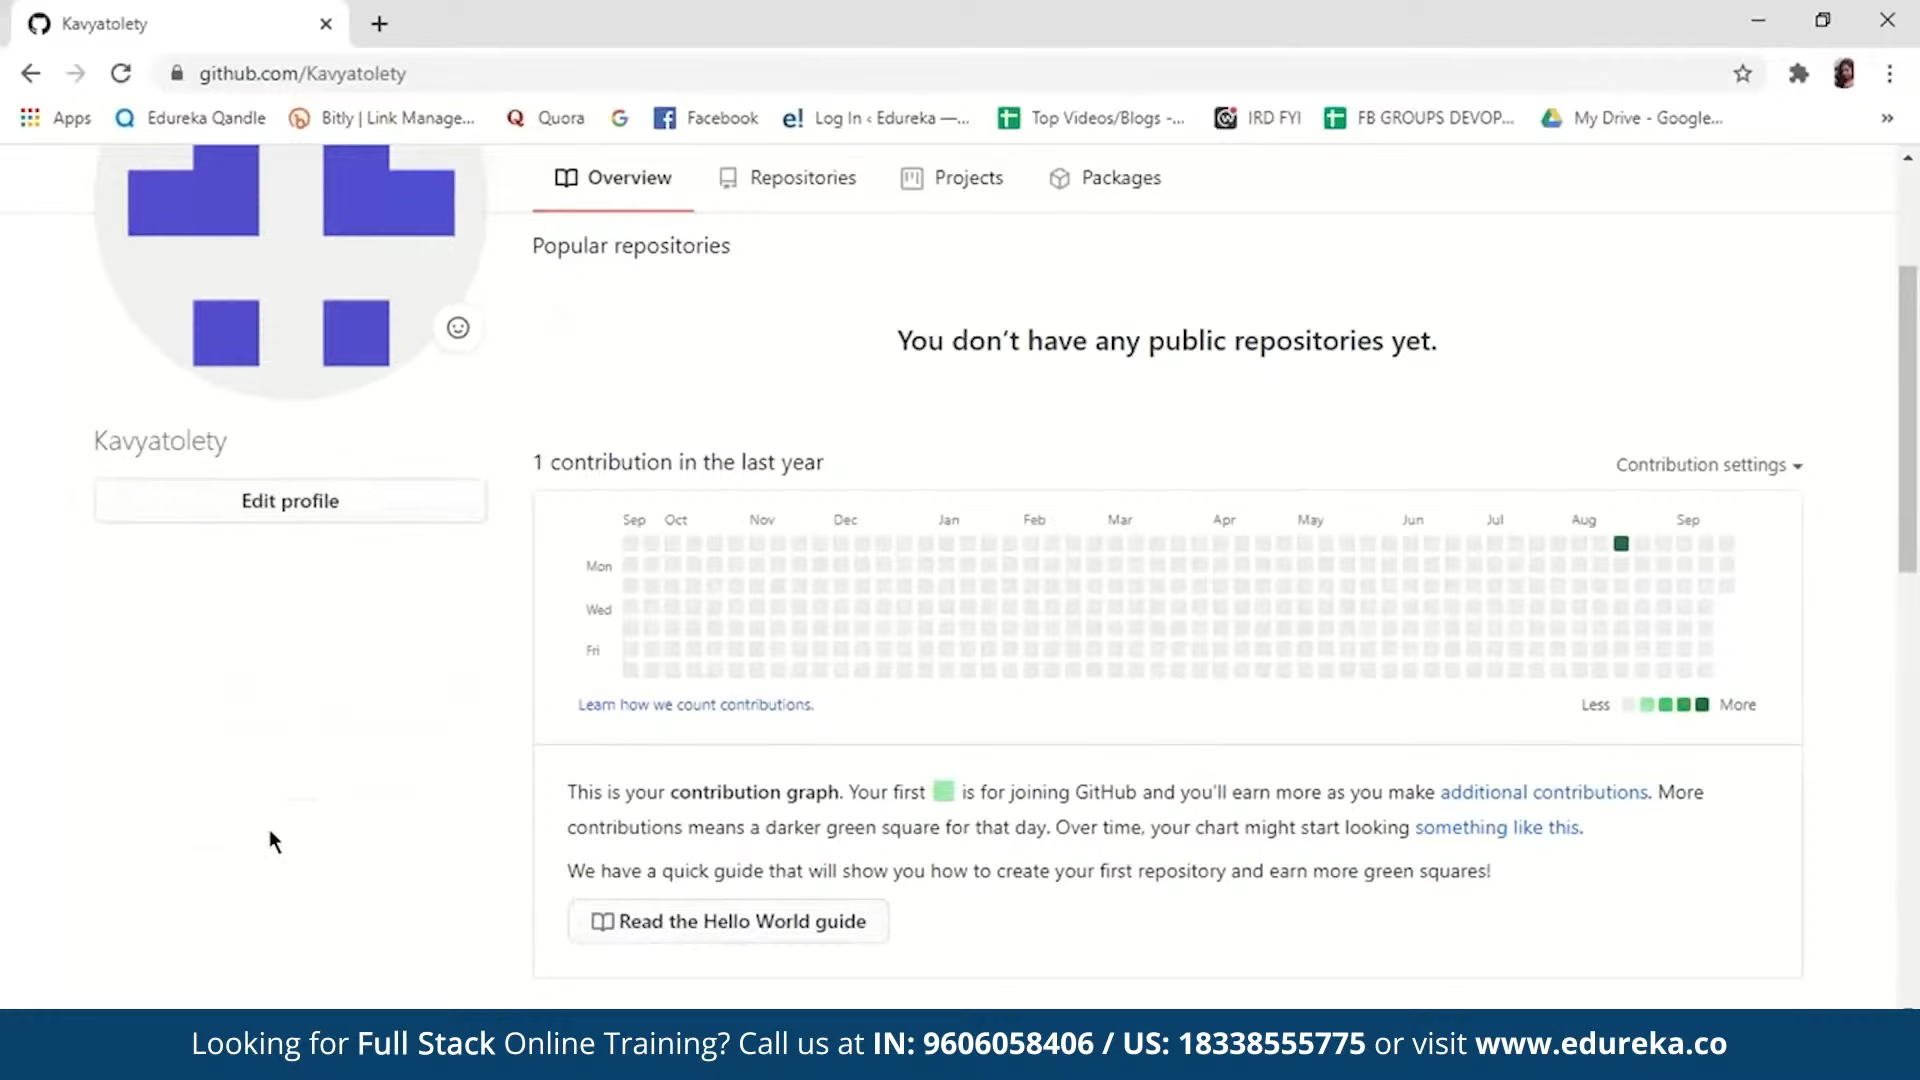 Kavyatolety
github.com/Kavyatolety
Apps Edureka Qandle Bitly | Link Manage... Quora Facebook Log In ‹ Edureka —... Top Videos/Blogs -... IRD FYI FB GROUPS DEVOP... My Drive - Google... »
Overview Repositories Projects Packages
Popular repositories
You don't have any public repositories yet.
Kavyatolety
Edit profile
1 contribution in the last year
Contribution settings
Sep Oct Nov Dec Jan Feb Mar Apr May Jun Jul Aug Sep
Mon
Wed
Fri
Learn how we count contributions.
Less More
This is your contribution graph. Your first is for joining GitHub and you'll earn more as you make additional contributions. More
contributions means a darker green square for that day. Over time, your chart might start looking something like this.
We have a quick guide that will show you how to create your first repository and earn more green squares!
Read the Hello World guide
Looking for Full Stack Online Training? Call us at IN: 9606058406 / US: 18338555775 or visit www.edureka.co